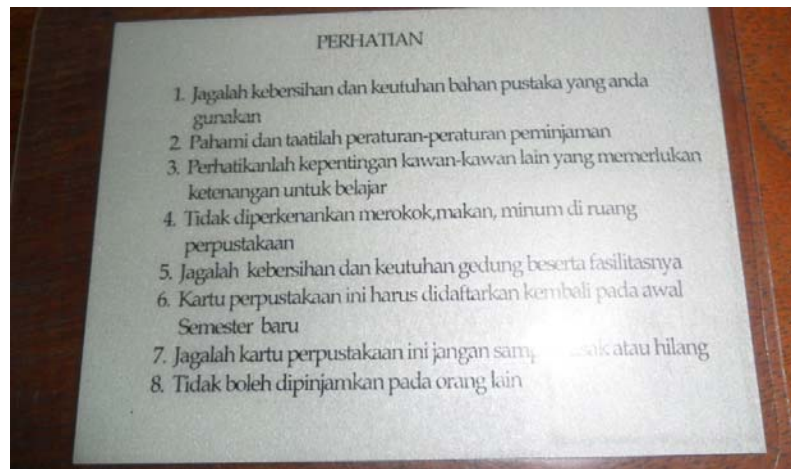 PERHATIAN
1. Jagalah kebersihan dan keutuhan bahan pustaka yang anda
gunakan
2. Pahami dan taatilah peraturan-peraturan peminjaman
3. Perhatikanlah kepentingan kawan-kawan lain yang memerlukan
ketenangan untuk belajar
4. Tidak diperkenankan merokok,makan, minum di ruang
perpustakaan
5. Jagalah kebersihan dan keutuhan gedung beserta fasilitasnya
6. Kartu perpustakaan ini harus didaftarkan kembali pada awal
Semester baru
7. Jagalah kartu perpustakaan ini jangan atau hilang
8. Tidak boleh dipinjamkan pada orang lain